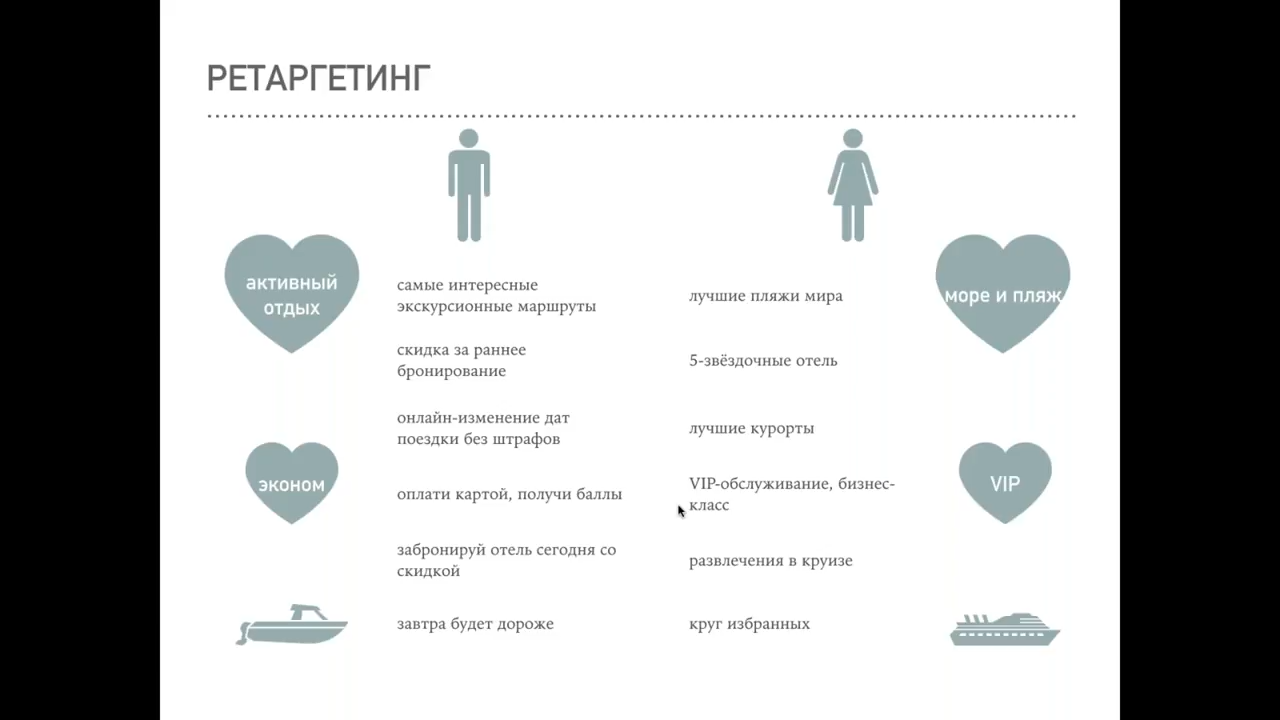 РЕТАРГЕТИНГ
активный
отдых
самые интересные
экскурсионные маршруты
лучшие пляжи мира
море и пляж
скидка за раннее
бронирование
5-звёздочные отель
онлайн-изменение дат
поездки без штрафов
лучшие курорты
эконом
оплати картой, получи баллы
VIP-обслуживание, бизнес-
класс
VIP
забронируй отель сегодня со
скидкой
развлечения в круизе
завтра будет дороже
круг избранных